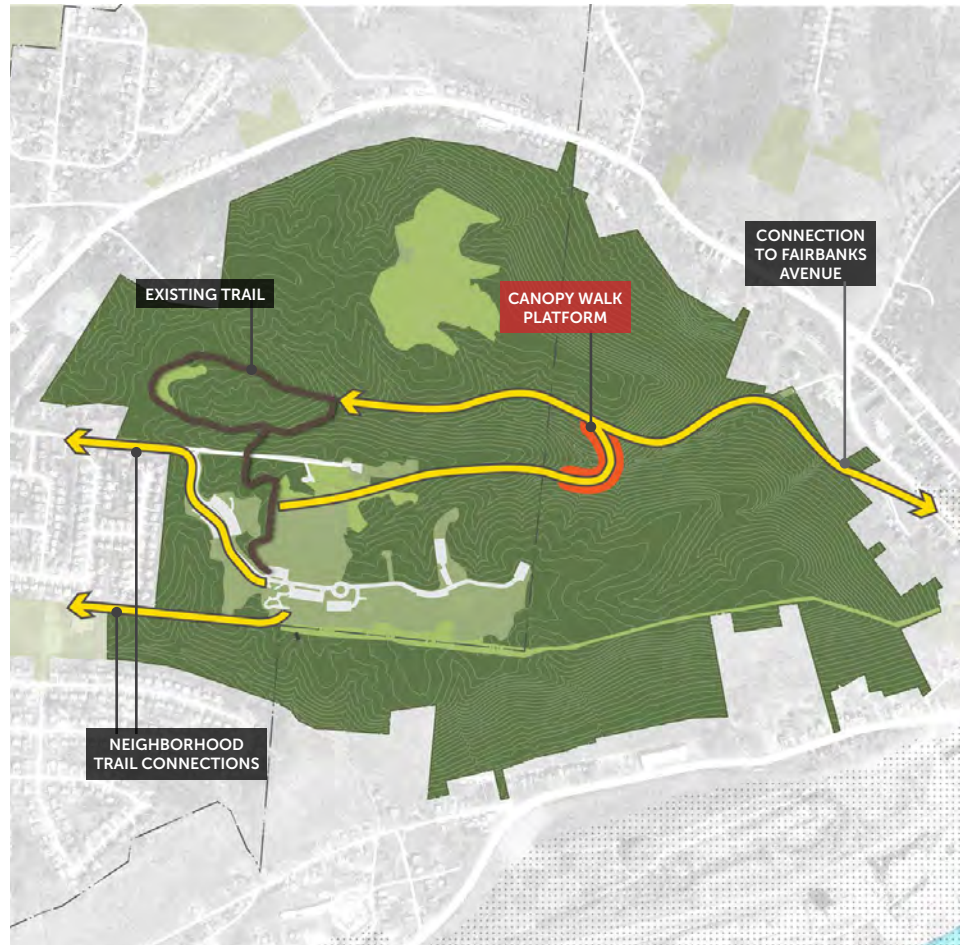 CONNECTION
TO FAIRBANKS
AVENUE
EXISTING TRAIL
CANOPY WALK
PLATFORM
NEIGHBORHOOD
TRAIL CONNECTIONS